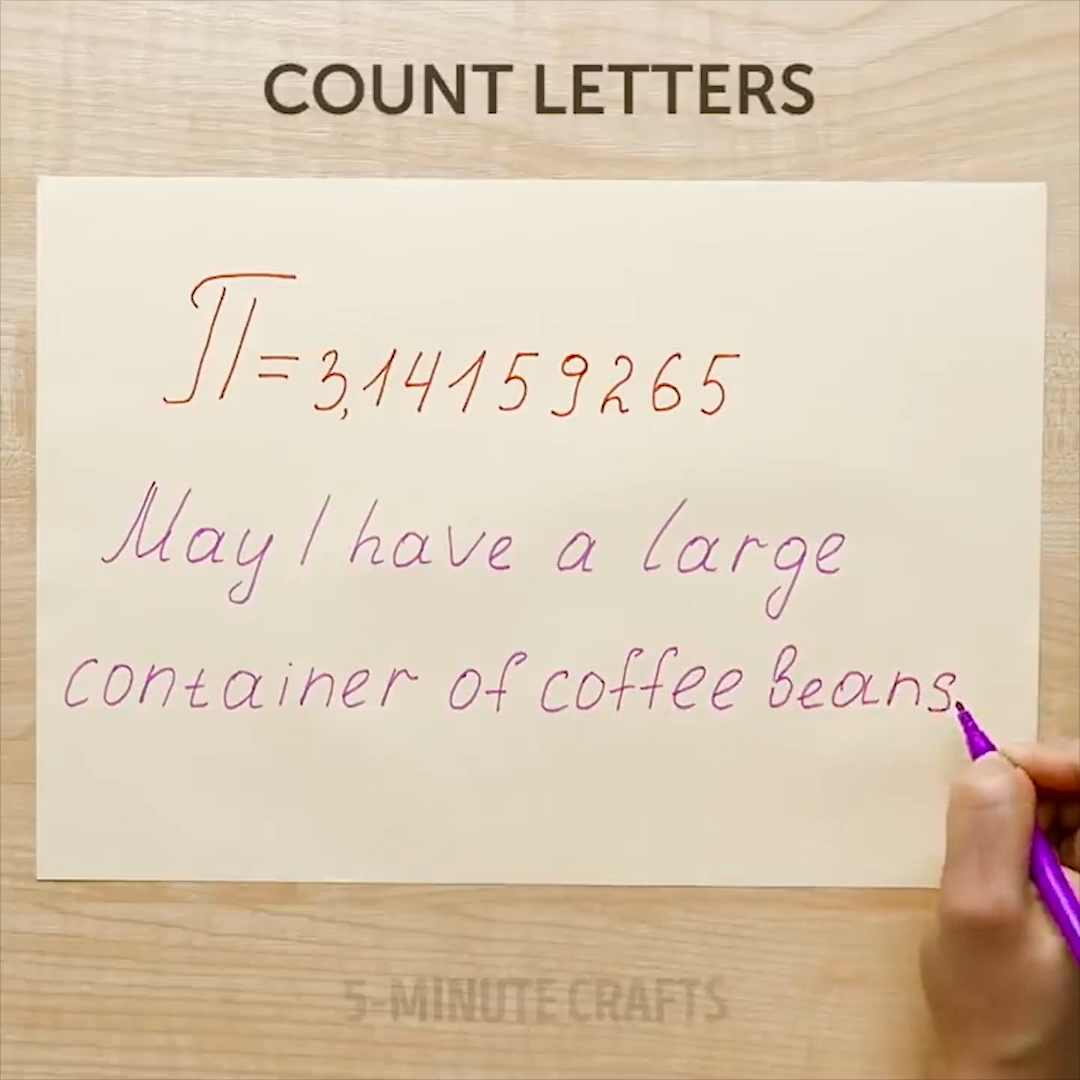 COUNT LETTERS
π=3,14159265
May I have a large
container of coffee beans.
5-MINUTE CRAFTS